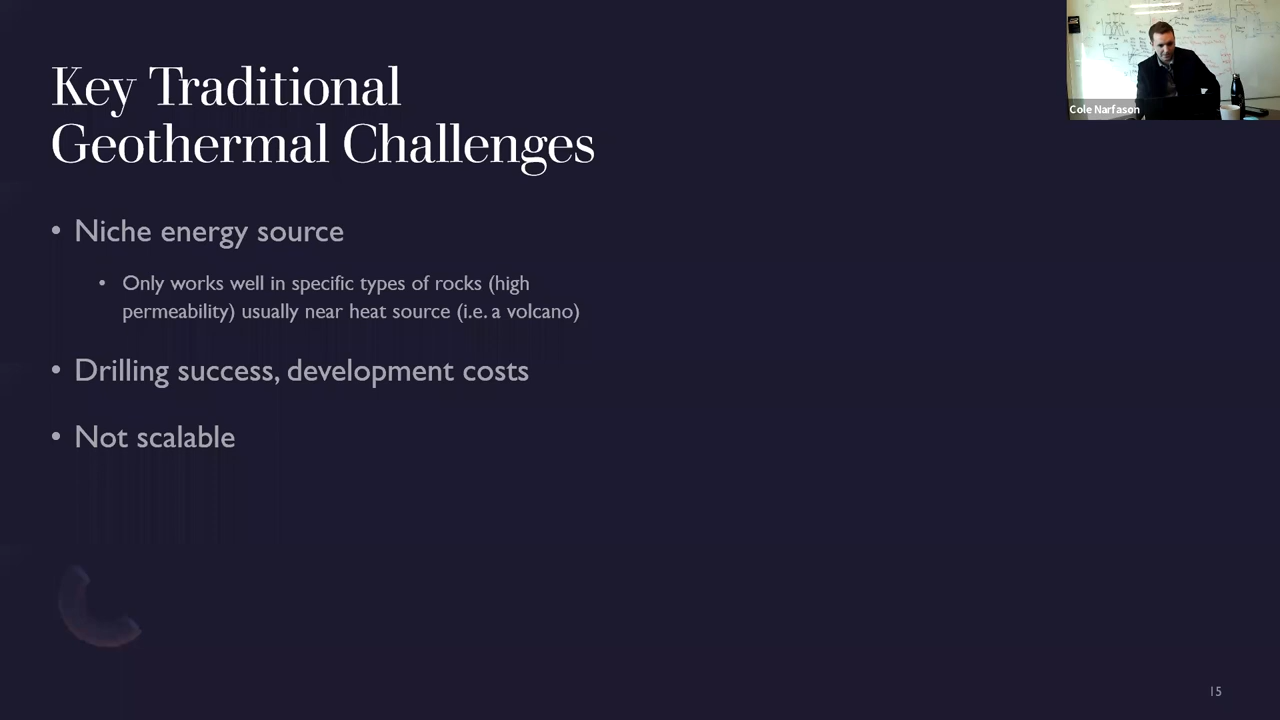 Key Traditional
Geothermal Challenges
• Niche energy source
• Only works well in specific types of rocks (high
permeability) usually near heat source (i.e. a volcano)
• Drilling success, development costs
• Not scalable
Cole Narfason
15